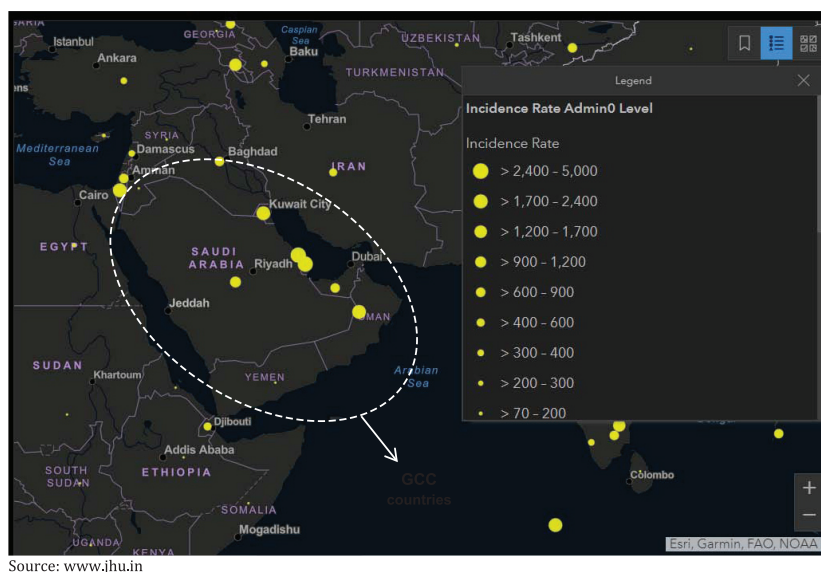 ARIA
Istanbul
GEORGIA
Caspian
Sea
Baku
UZBEKISTAN
Tashkent
Ankara
TURKMENISTAN
ens
Tehran
Mediterranean
Sea
SYRIA
Damascus
Baghdad
IRAN
Amman
Cairo
Kuwait City
EGYPT
SAUDI
ARABIA
Riyadh
Dubai
Jeddah
OMAN
SUDAN
Khartoum
YEMEN
Arabian
Sea
Djibouti
Addis Ababa
SOUTH
SUDAN
ETHIOPIA
GCC
countries
SOMALIA
Mogadishu
UGANDA
KENYA
Colombo
Legend
Incidence Rate Admin0 Level
Incidence Rate
> 2,400 – 5,000
> 1,700 – 2,400
> 1,200 – 1,700
> 900 – 1,200
> 600 – 900
> 400 – 600
> 300 – 400
> 200 – 300
> 70 – 200
+
−
Esri, Garmin, FAO, NOAA
Source: www.jhu.in